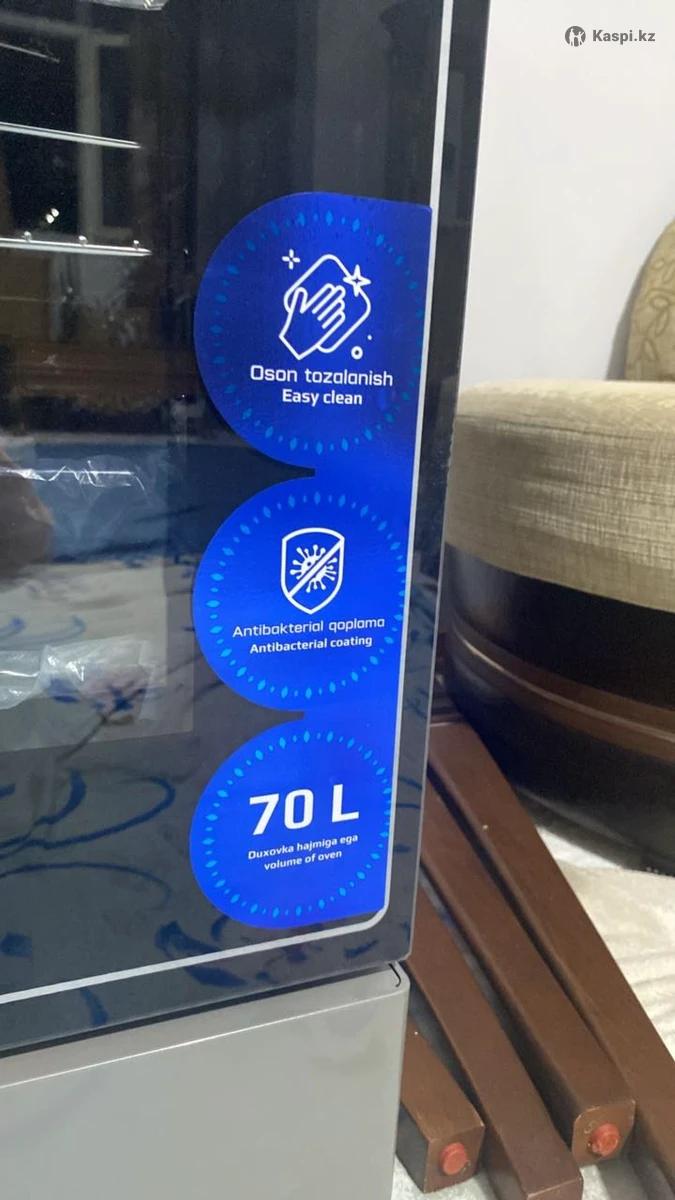 Kaspi.kz
Oson tozalanish
Easy clean
Antibakterial qoplama
Antibacterial coating
70 L
Duxovka hajmiga ega
volume of oven